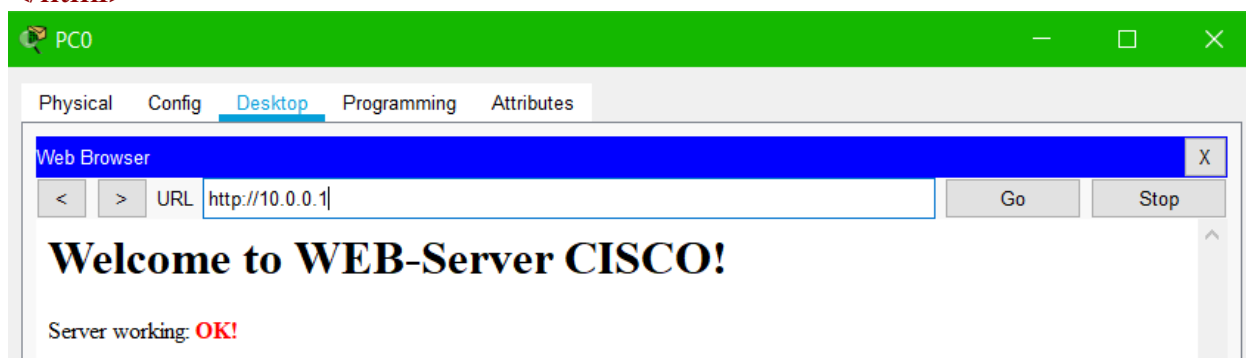 </html>
PC0
Physical Config Desktop Programming Attributes
Web Browser X
< > URL http://10.0.0.1 Go Stop
Welcome to WEB-Server CISCO!
Server working: OK!